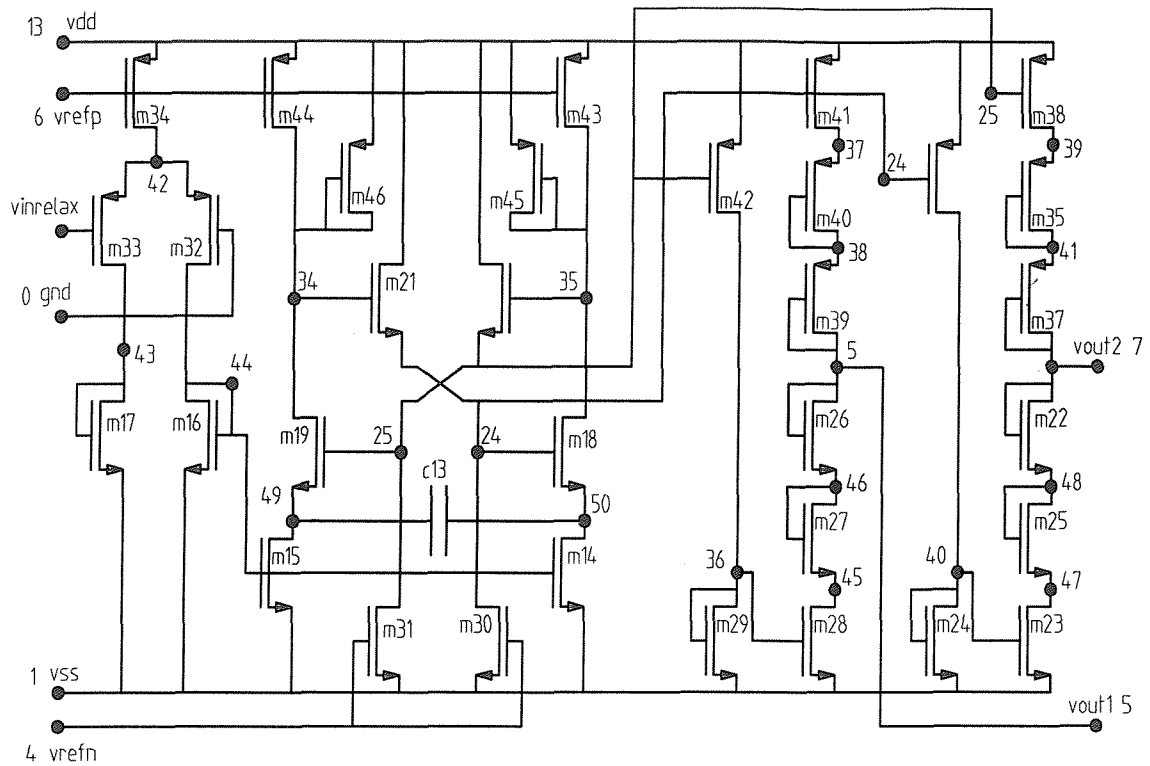 13 vdd
6 vrefp
m34
m44
m43
m41
25
m38
37
39
42
m46
m45
m42
24
vinrelax
m33
m32
m40
m35
38
41
0 gnd
34
m21
35
m39
m37
43
5
vout2 7
44
m17
m16
m19
25
24
m18
m26
m22
c13
49
50
46
48
m27
m25
m15
m14
36
45
40
47
m31
m30
m29
m28
m24
m23
1 vss
vout1 5
4 vrefn